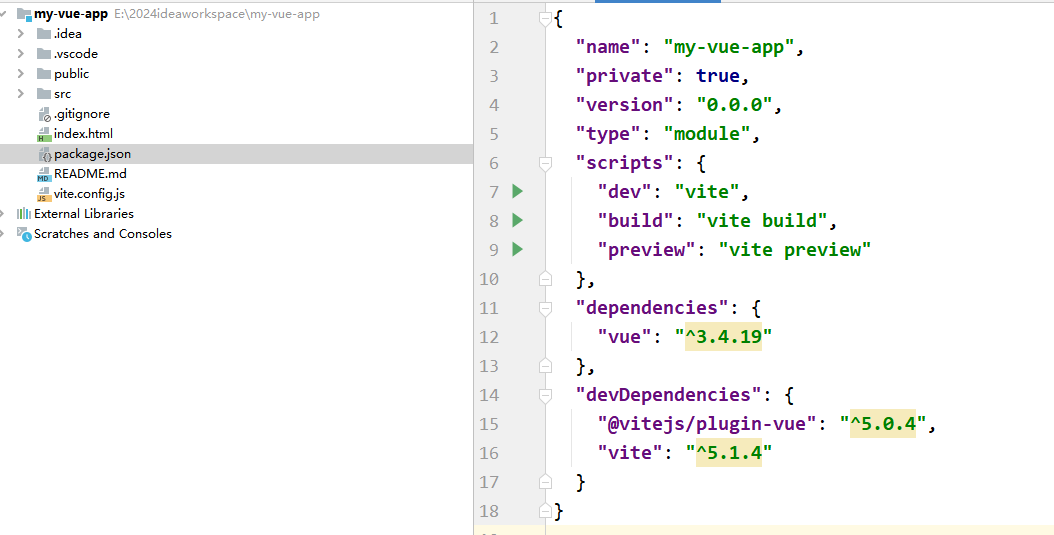 my-vue-app E:\2024ideaworkspace\my-vue-app
.idea
.vscode
public
src
.gitignore
index.html
package.json
README.md
vite.config.js
External Libraries
Scratches and Consoles
1 {
2 "name": "my-vue-app",
3 "private": true,
4 "version": "0.0.0",
5 "type": "module",
6 "scripts": {
7 "dev": "vite",
8 "build": "vite build",
9 "preview": "vite preview"
10 },
11 "dependencies": {
12 "vue": "^3.4.19"
13 },
14 "devDependencies": {
15 "@vitejs/plugin-vue": "^5.0.4",
16 "vite": "^5.1.4"
17 }
18 }